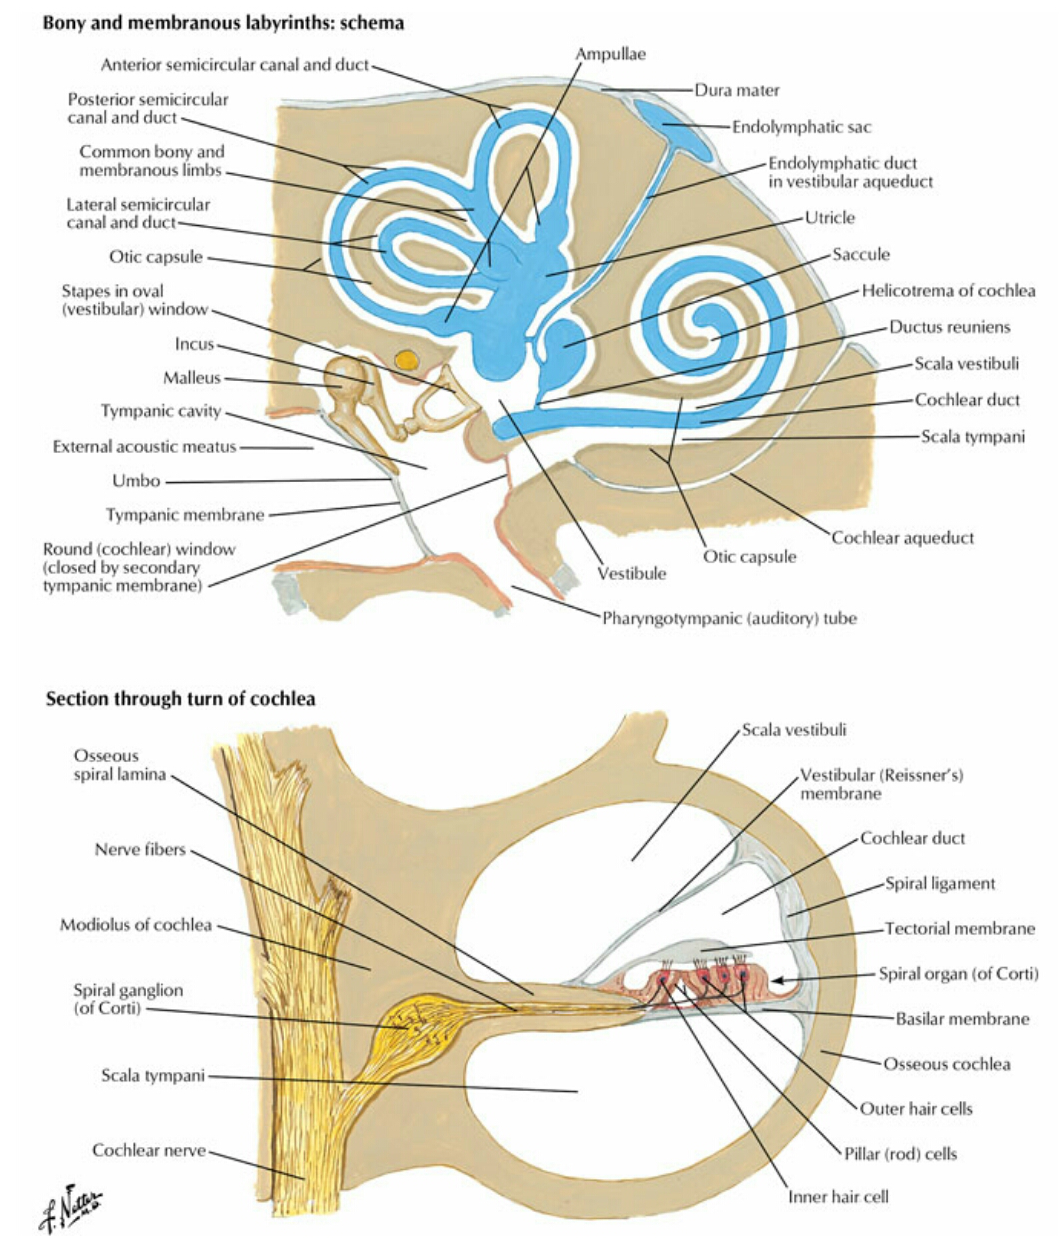 Bony and membranous labyrinths: schema
Ampullae
Anterior semicircular canal and duct
Dura mater
Posterior semicircular
canal and duct
Endolymphatic sac
Common bony and
membranous limbs
Endolymphatic duct
in vestibular aqueduct
Lateral semicircular
canal and duct
Utricle
Otic capsule
Saccule
Stapes in oval
(vestibular) window
Helicotrema of cochlea
Incus
Ductus reuniens
Malleus
Scala vestibuli
Tympanic cavity
Cochlear duct
External acoustic meatus
Scala tympani
Umbo
Tympanic membrane
Cochlear aqueduct
Round (cochlear) window
(closed by secondary
tympanic membrane)
Otic capsule
Vestibule
Pharyngotympanic (auditory) tube
Section through turn of cochlea
Scala vestibuli
Osseous
spiral lamina
Vestibular (Reissner's)
membrane
Nerve fibers
Cochlear duct
Spiral ligament
Modiolus of cochlea
Tectorial membrane
Spiral organ (of Corti)
Spiral ganglion
(of Corti)
Basilar membrane
Osseous cochlea
Scala tympani
Outer hair cells
Cochlear nerve
Pillar (rod) cells
Inner hair cell
F. Netter
M.D.